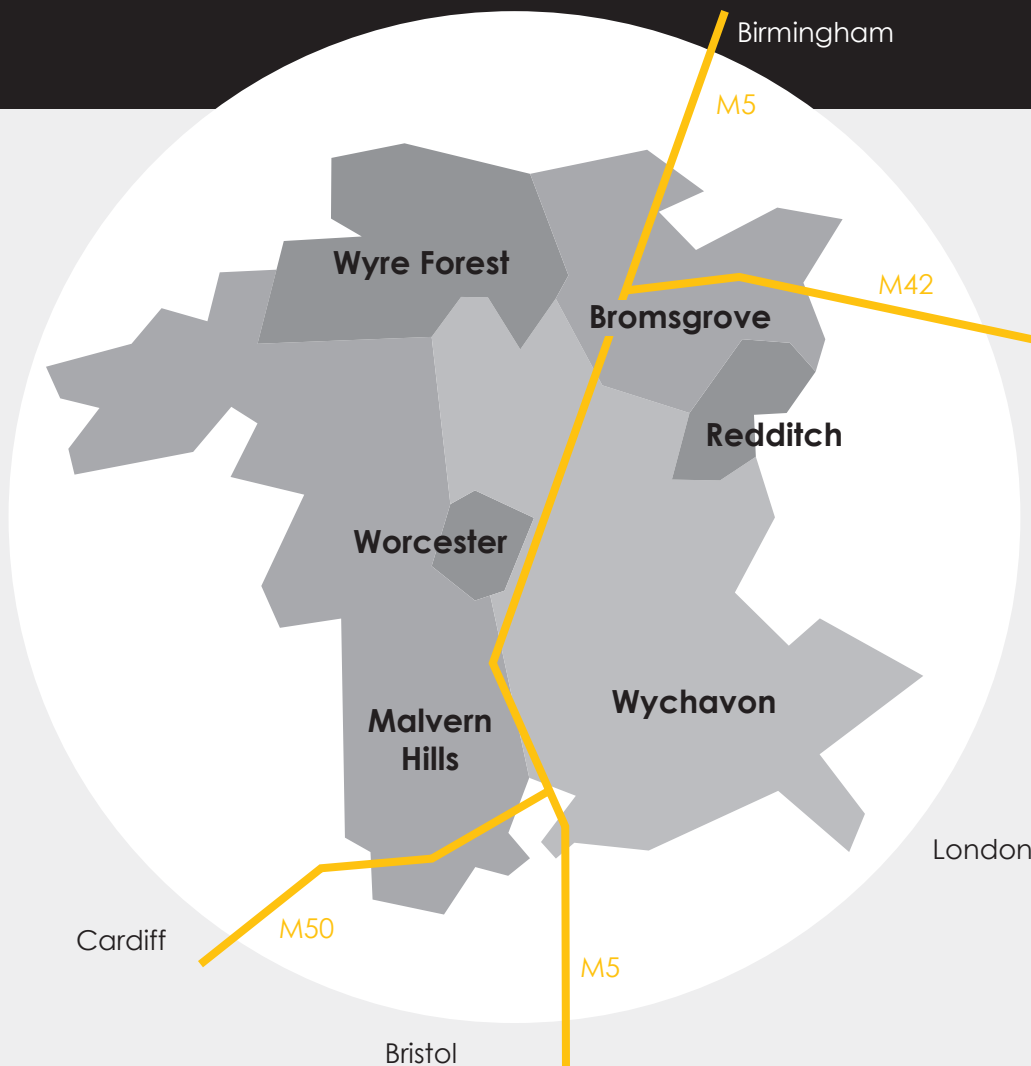 Birmingham
M5
Wyre Forest
M42
Bromsgrove
Redditch
Worcester
Wychavon
Malvern
Hills
London
M50
Cardiff
M5
Bristol